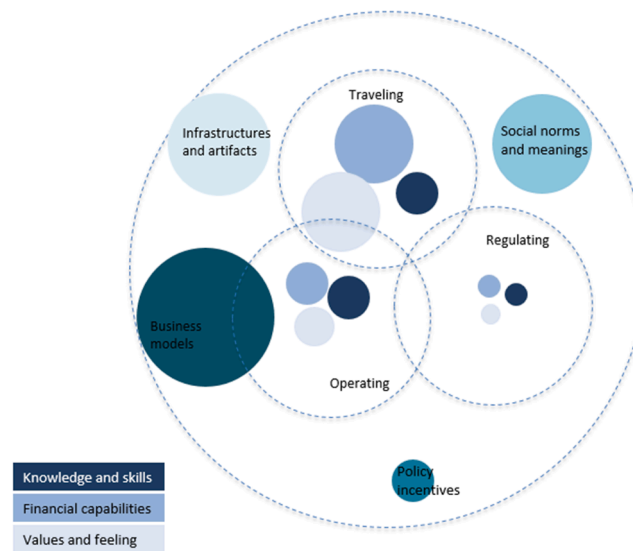 Traveling
Infrastructures
and artifacts
Social norms
and meanings
Regulating
Business
models
Operating
Policy
incentives
Knowledge and skills
Financial capabilities
Values and feeling